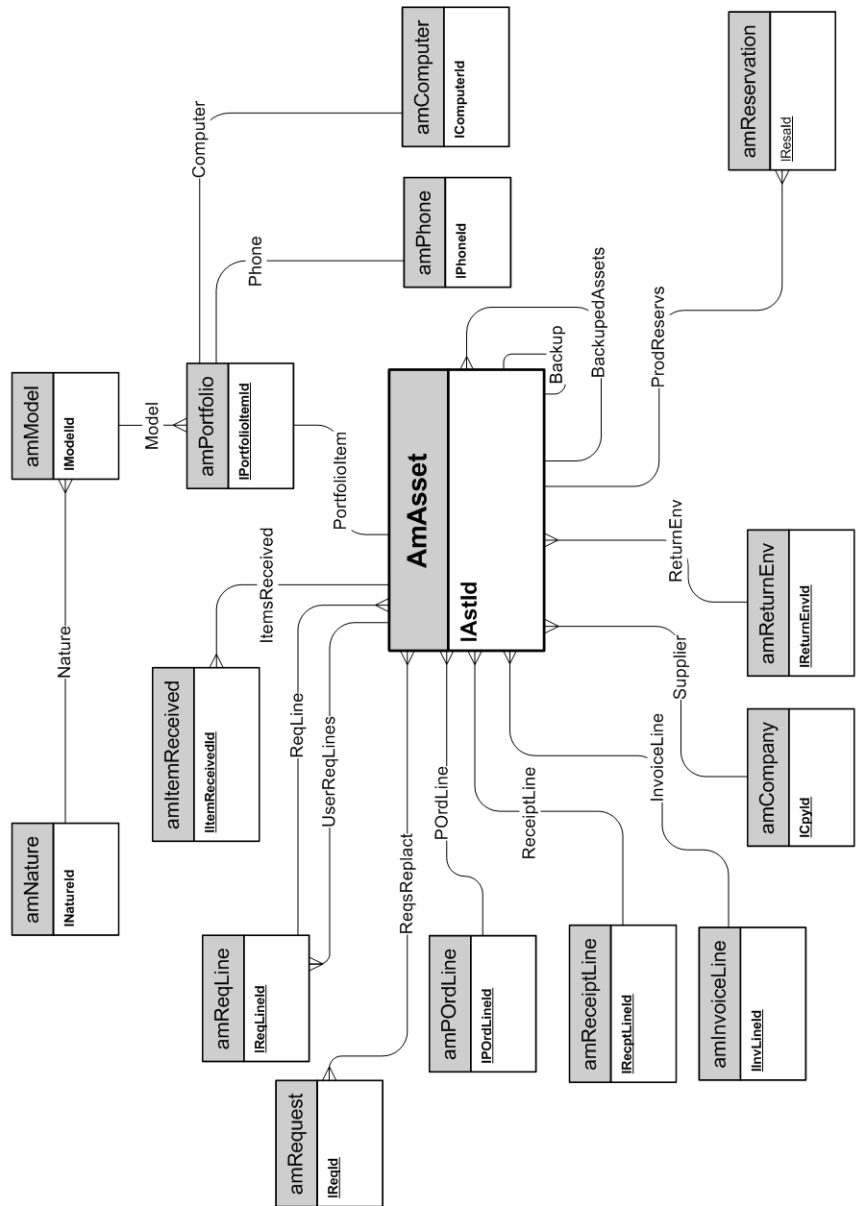 amNature
lNatureId
Nature
amModel
lModelId
Model
amPortfolio
lPortfolioItemId
Computer
amComputer
lComputerId
Phone
amPhone
lPhoneId
PortfolioItem
amItemReceived
lItemReceivedId
ItemsReceived
amReqLine
lReqLineId
ReqLine
UserReqLines
amRequest
lReqId
ReqsReplact
AmAsset
lAstId
Backup
BackupedAssets
ProdReservs
amReservation
lResaId
amPOrdLine
lPOrdLineId
POrdLine
amReceiptLine
lRecptLineId
ReceiptLine
amInvoiceLine
lInvLineId
InvoiceLine
amCompany
lCpyId
Supplier
amReturnEnv
lReturnEnvId
ReturnEnv